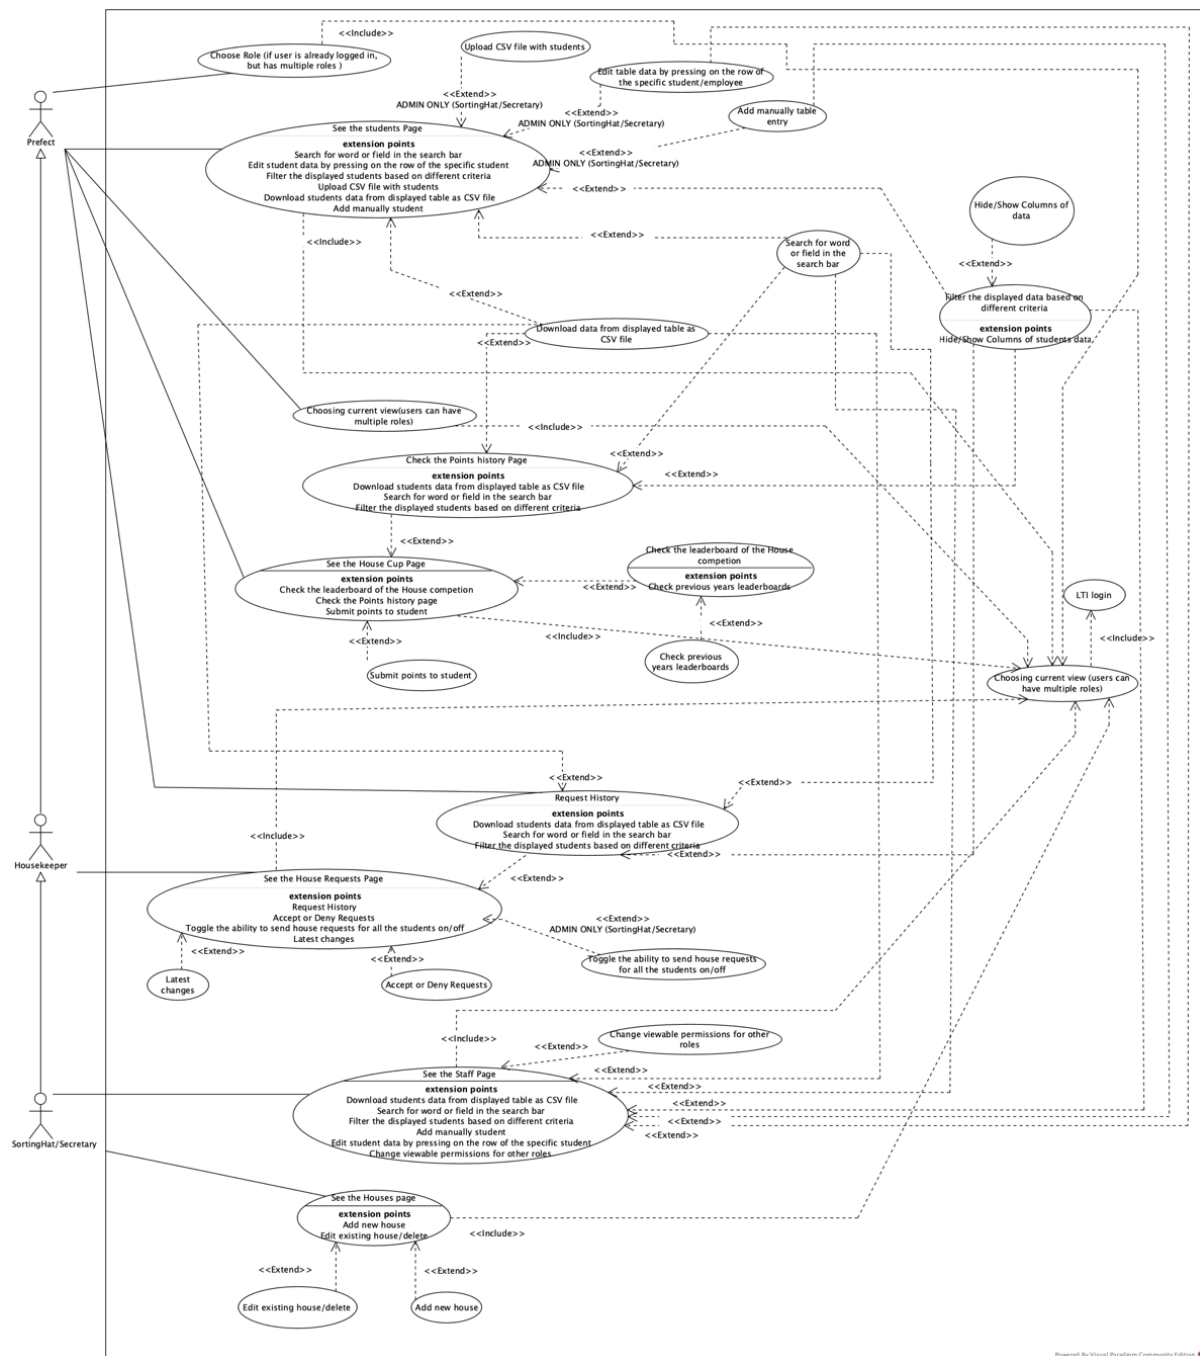 <<Include>>
Upload CSV file with students
Choose Role (if user is already logged in,
but has multiple roles )
Edit table data by pressing on the row of
the specific student/employee
<<Extend>>
ADMIN ONLY (SortingHat/Secretary)
<<Extend>>
ADMIN ONLY (SortingHat/Secretary)
Add manually table
entry
Prefect
See the students Page
extension points
Search for word or field in the search bar
Edit student data by pressing on the row of the specific student
Filter the displayed students based on different criteria
Upload CSV file with students
Download students data from displayed table as CSV file
Add manually student
<<Extend>>
ADMIN ONLY (SortingHat/Secretary)
<<Extend>>
Hide/Show Columns of
data
<<Include>>
<<Extend>>
Search for word
or field in the
search bar
<<Extend>>
<<Extend>>
Filter the displayed data based on
different criteria
extension points
Hide/Show Columns of students data
Download data from displayed table as
CSV file
<<Extend>>
Choosing current view(users can have
multiple roles)
<<Include>>
<<Extend>>
Check the Points history Page
extension points
Download students data from displayed table as CSV file
Search for word or field in the search bar
Filter the displayed students based on different criteria
<<Extend>>
<<Extend>>
See the House Cup Page
extension points
Check the leaderboard of the House competion
Check the Points history page
Submit points to student
Check the leaderboard of the House
competion
extension points
Check previous years leaderboards
<<Extend>>
LTI login
<<Extend>>
<<Include>>
<<Extend>>
<<Include>>
Check previous
years leaderboards
Submit points to student
Choosing current view (users can
have multiple roles)
<<Extend>>
<<Extend>>
Request History
extension points
Download students data from displayed table as CSV file
Search for word or field in the search bar
Filter the displayed students based on different criteria
<<Include>>
<<Extend>>
Housekeeper
<<Extend>>
See the House Requests Page
extension points
Request History
Accept or Deny Requests
Toggle the ability to send house requests for all the students on/off
Latest changes
<<Extend>>
ADMIN ONLY (SortingHat/Secretary)
<<Extend>>
<<Extend>>
Toggle the ability to send house requests
for all the students on/off
Latest
changes
Accept or Deny Requests
<<Include>>
<<Extend>>
Change viewable permissions for other
roles
See the Staff Page
extension points
Download students data from displayed table as CSV file
Search for word or field in the search bar
Filter the displayed students based on different criteria
Add manually student
Edit student data by pressing on the row of the specific student
Change viewable permissions for other roles
<<Extend>>
<<Extend>>
<<Extend>>
<<Extend>>
<<Extend>>
SortingHat/Secretary
See the Houses page
extension points
Add new house
Edit existing house/delete
<<Include>>
<<Extend>>
<<Extend>>
Edit existing house/delete
Add new house
Powered By Visual Paradigm Community Edition